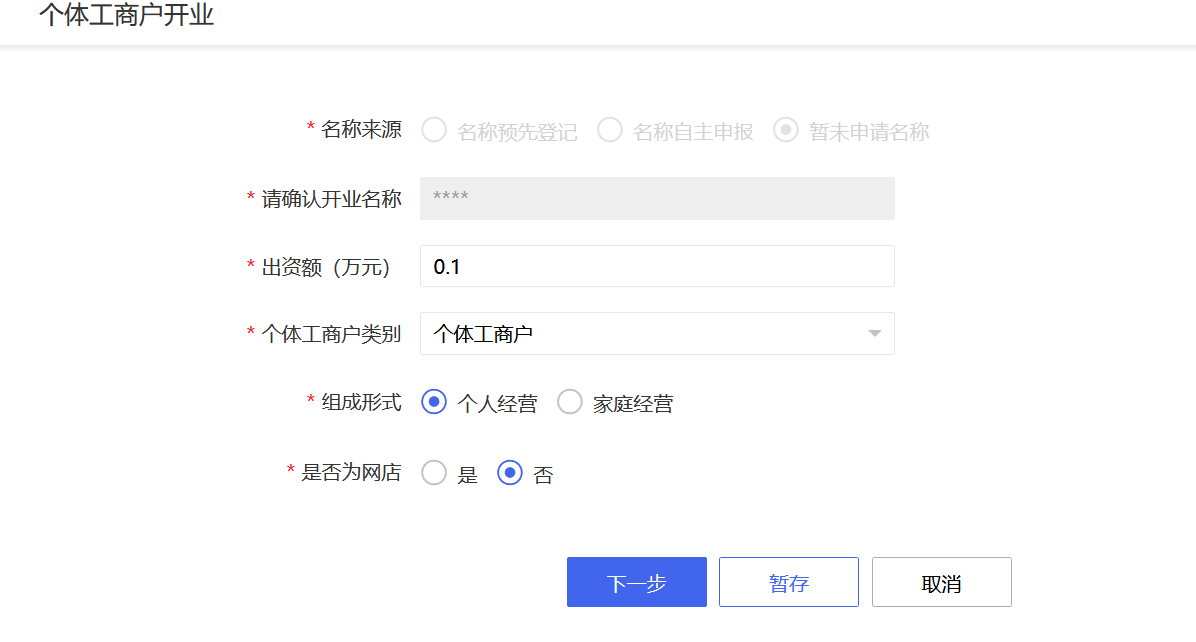 个体工商户开业
* 名称来源 名称预先登记 名称自主申报 暂未申请名称
* 请确认开业名称 ****
* 出资额（万元） 0.1
* 个体工商户类别 个体工商户
* 组成形式 个人经营 家庭经营
* 是否为网店 是 否
下一步 暂存 取消